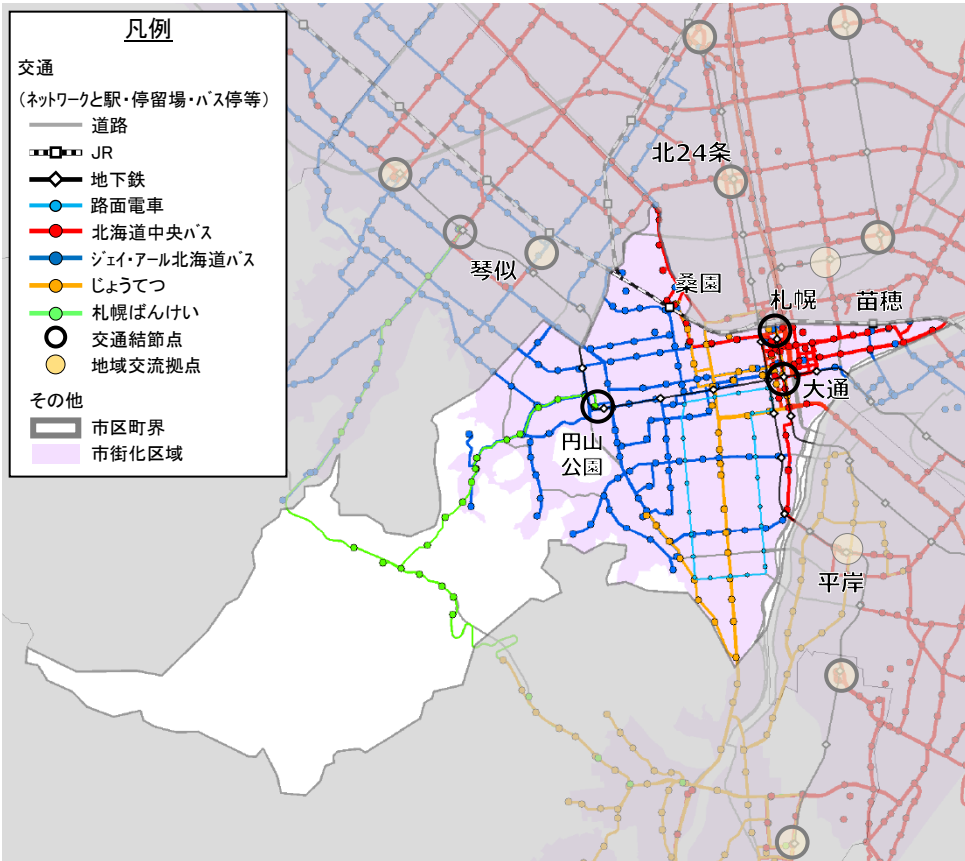 凡例
交通
(ネットワークと駅・停留場・バス停等)
道路
JR
地下鉄
路面電車
北海道中央バス
ジェイ・アール北海道バス
じょうてつ
札幌ばんけい
交通結節点
地域交流拠点
その他
市区町界
市街化区域
北24条
琴似
桑園
札幌
苗穂
大通
円山
公園
平岸